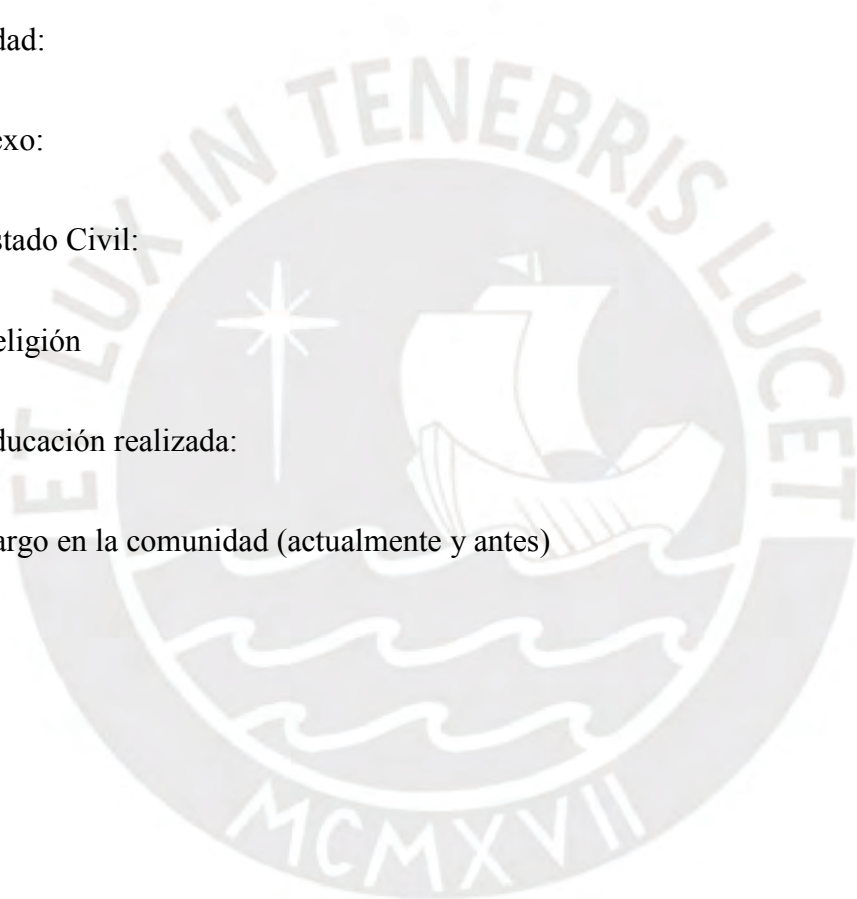 dad:
exo:
stado Civil:
eligión
ducación realizada:
argo en la comunidad (actualmente y antes)
ET LUX IN TENEBRIS LUCET
MCMXVII